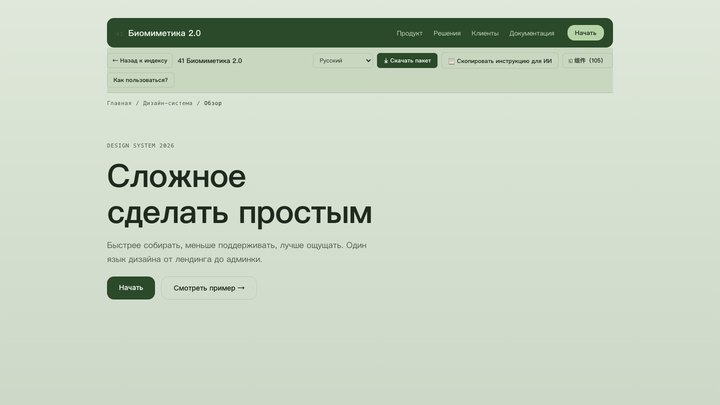 Биомиметика 2.0
Продукт Решения Клиенты Документация Начать
← Назад к индексу 41 Биомиметика 2.0 Русский Скачать пакет Скопировать инструкцию для ИИ 组件 (105)
Как пользоваться?
Главная / Дизайн-система / Обзор
DESIGN SYSTEM 2026
Сложное
сделать простым
Быстрее собирать, меньше поддерживать, лучше ощущать. Один
язык дизайна от лендинга до админки.
Начать Смотреть пример →